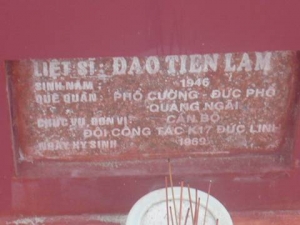 LIỆT SĨ: ĐÀO TIẾN LAM
SINH NĂM : 1946
QUÊ QUÁN : PHỔ CƯỜNG - ĐỨC PHỔ
QUẢNG NGÃI
CHỨC VỤ, ĐƠN VỊ : CÁN BỘ
ĐỘI CÔNG TÁC K17 ĐỨC LINH
NGÀY HY SINH : 1969